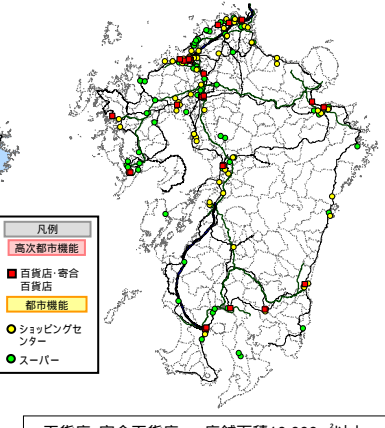 凡例
高次都市機能
百貨店・寄合
百貨店
都市機能
ショッピングセ
ンター
スーパー